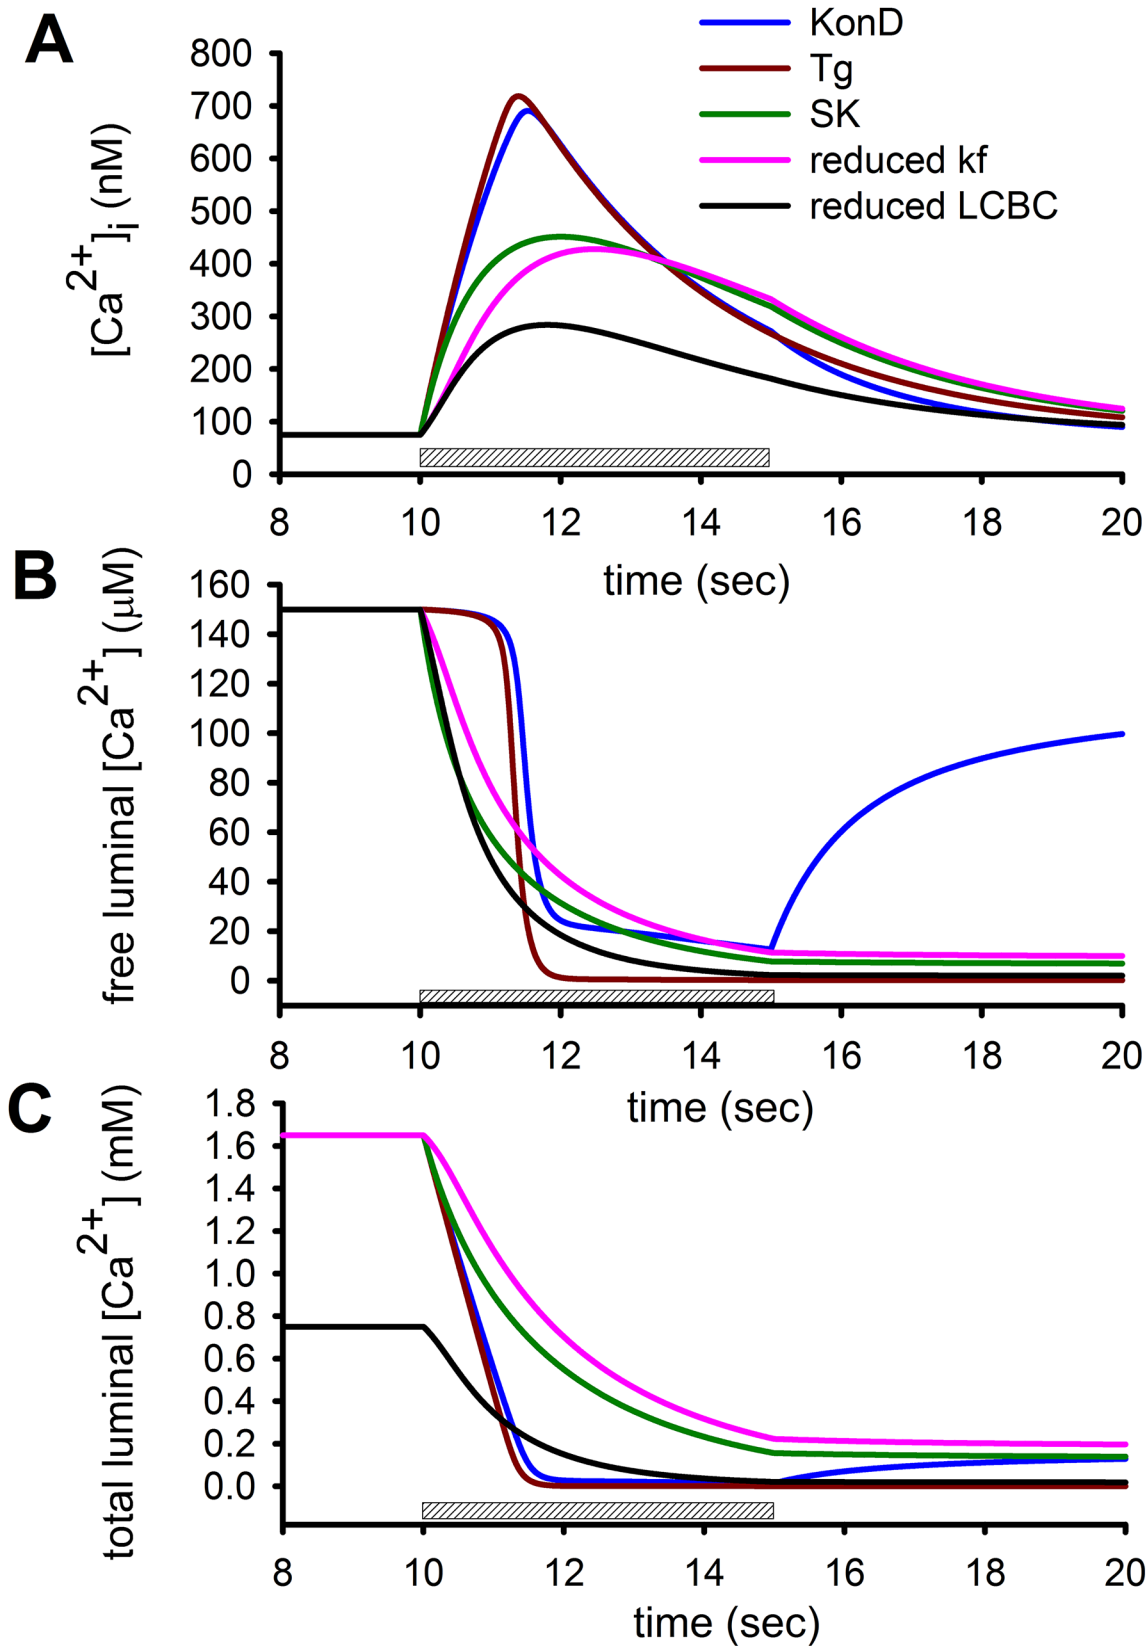 A
KonD
Tg
SK
reduced kf
reduced LCBC
[Ca2+]i (nM)
800
700
600
500
400
300
200
100
0
8 10 12 14 16 18 20
time (sec)
B
free luminal [Ca2+] (μM)
160
140
120
100
80
60
40
20
0
8 10 12 14 16 18 20
time (sec)
C
total luminal [Ca2+] (mM)
1.8
1.6
1.4
1.2
1.0
0.8
0.6
0.4
0.2
0.0
8 10 12 14 16 18 20
time (sec)